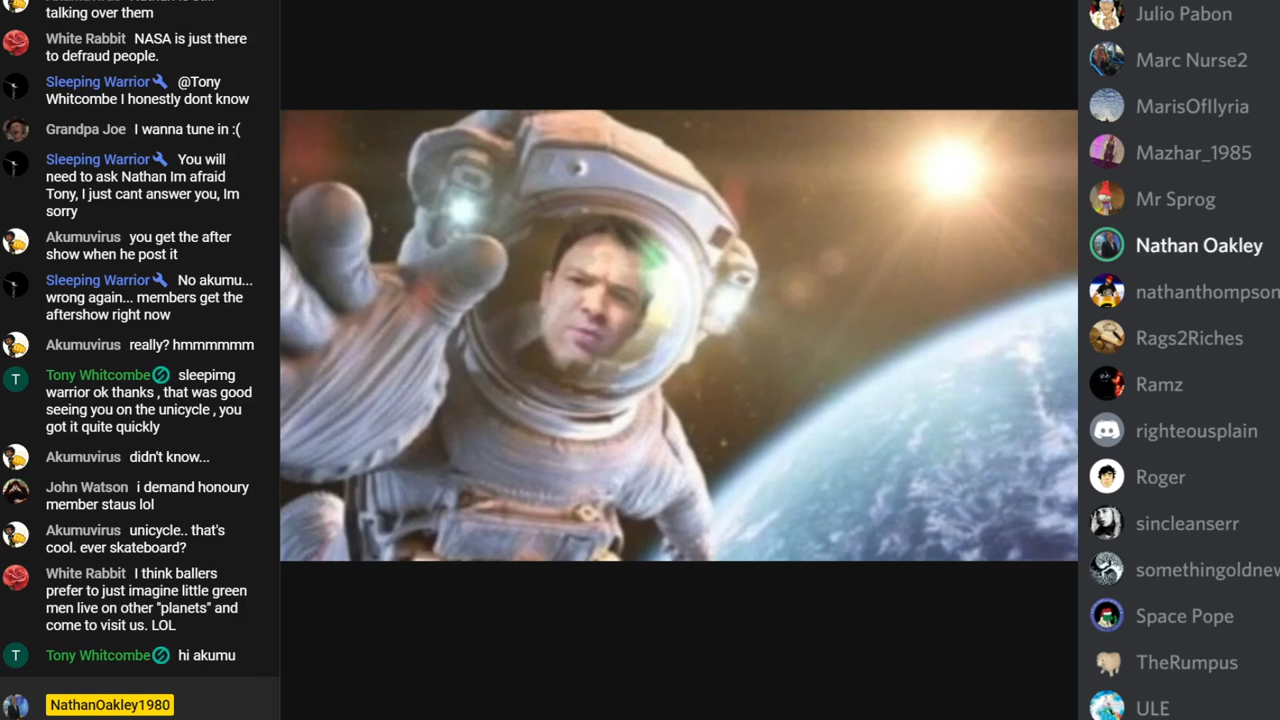 talking over them
White Rabbit NASA is just there
to defraud people.
Sleeping Warrior @Tony
Whitcombe I honestly dont know
Grandpa Joe I wanna tune in :(
Sleeping Warrior You will
need to ask Nathan Im afraid
Tony, I just cant answer you, Im
sorry
Akumuvirus you get the after
show when he post it
Sleeping Warrior No akumu...
wrong again... members get the
aftershow right now
Akumuvirus really? hmmmmmm
T Tony Whitcombe sleepimg
warrior ok thanks , that was good
seeing you on the unicycle , you
got it quite quickly
Akumuvirus didn't know...
John Watson i demand honoury
member staus lol
Akumuvirus unicycle.. that's
cool. ever skateboard?
White Rabbit I think ballers
prefer to just imagine little green
men live on other "planets" and
come to visit us. LOL
T Tony Whitcombe hi akumu
NathanOakley1980
Julio Pabon
Marc Nurse2
MarisOfIlyria
Mazhar_1985
Mr Sprog
Nathan Oakley
nathanthompson
Rags2Riches
Ramz
righteousplain
Roger
sincleanserr
somethingoldnew
Space Pope
TheRumpus
ULE